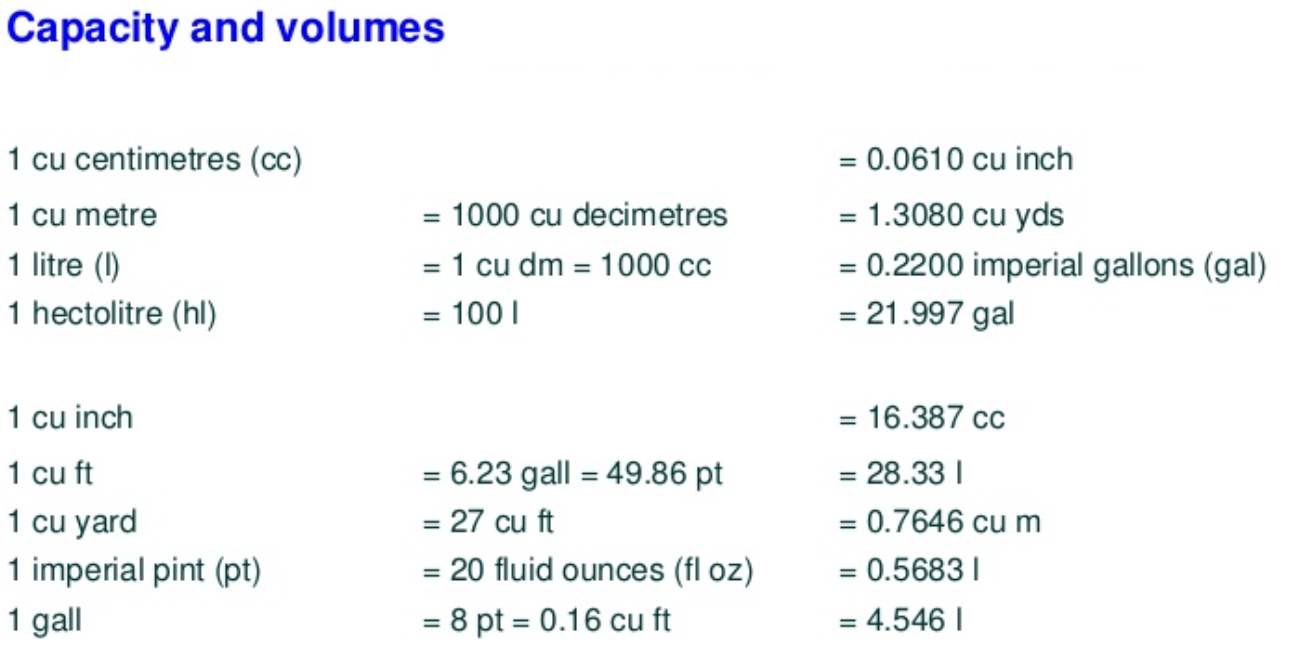 Capacity and volumes
1 cu centimetres (cc) = 0.0610 cu inch
1 cu metre = 1000 cu decimetres = 1.3080 cu yds
1 litre (l) = 1 cu dm = 1000 cc = 0.2200 imperial gallons (gal)
1 hectolitre (hl) = 100 l = 21.997 gal
1 cu inch = 16.387 cc
1 cu ft = 6.23 gall = 49.86 pt = 28.33 l
1 cu yard = 27 cu ft = 0.7646 cu m
1 imperial pint (pt) = 20 fluid ounces (fl oz) = 0.5683 l
1 gall = 8 pt = 0.16 cu ft = 4.546 l